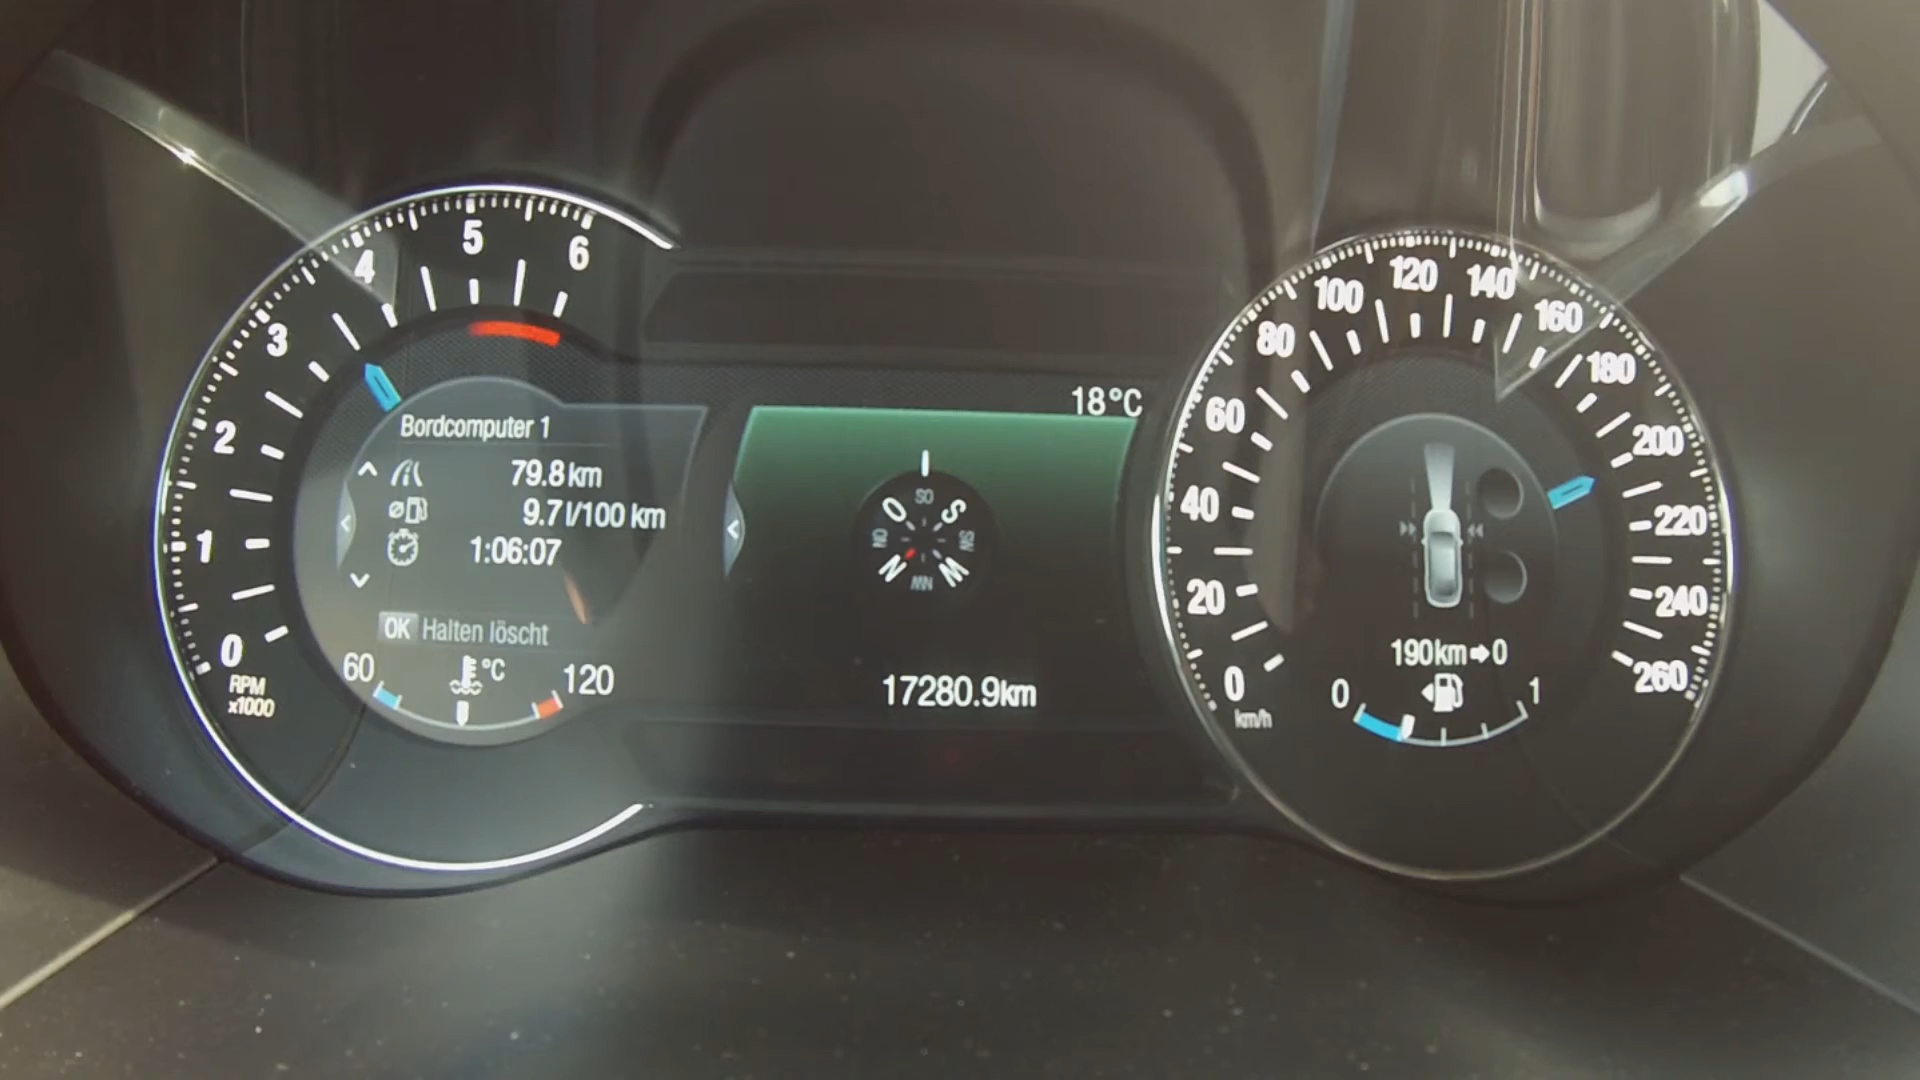 0
1
2
3
4
5
6
RPM
x1000
Bordcomputer 1
79.8 km
9.7 l/100 km
1:06:07
OK Halten löscht
60 °C 120
18°C
SO
O S
NO SW
N W
NW
17280.9km
0
20
40
60
80
100
120
140
160
180
200
220
240
260
km/h
190km➡0
0 1